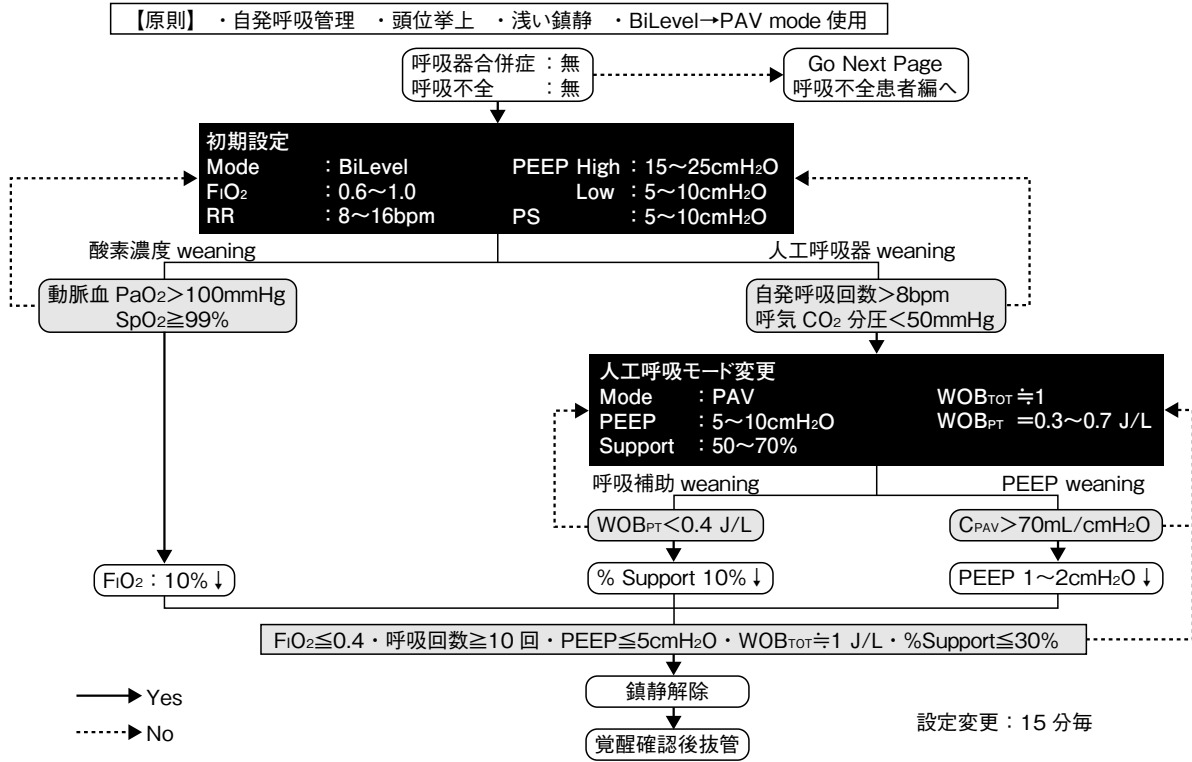 【原則】 ・自発呼吸管理 ・頭位挙上 ・浅い鎮静 ・BiLevel→PAV mode 使用
呼吸器合併症：無
呼吸不全 ：無
Go Next Page
呼吸不全患者編へ
初期設定
Mode ：BiLevel PEEP High：15〜25cmH₂O
FIO₂ ：0.6〜1.0 Low ：5〜10cmH₂O
RR ：8〜16bpm PS ：5〜10cmH₂O
酸素濃度 weaning
人工呼吸器 weaning
動脈血 PaO₂＞100mmHg
SpO₂≧99%
自発呼吸回数＞8bpm
呼気 CO₂ 分圧＜50mmHg
人工呼吸モード変更
Mode ：PAV WOBTOT ≒1
PEEP ：5〜10cmH₂O WOBPT ＝0.3〜0.7 J/L
Support ：50〜70%
呼吸補助 weaning
PEEP weaning
WOBPT＜0.4 J/L
CPAV＞70mL/cmH₂O
FIO₂：10%↓
% Support 10%↓
PEEP 1〜2cmH₂O↓
FIO₂≦0.4・呼吸回数≧10 回・PEEP≦5cmH₂O・WOBTOT≒1 J/L・%Support≦30%
鎮静解除
覚醒確認後抜管
Yes
No
設定変更：15 分毎